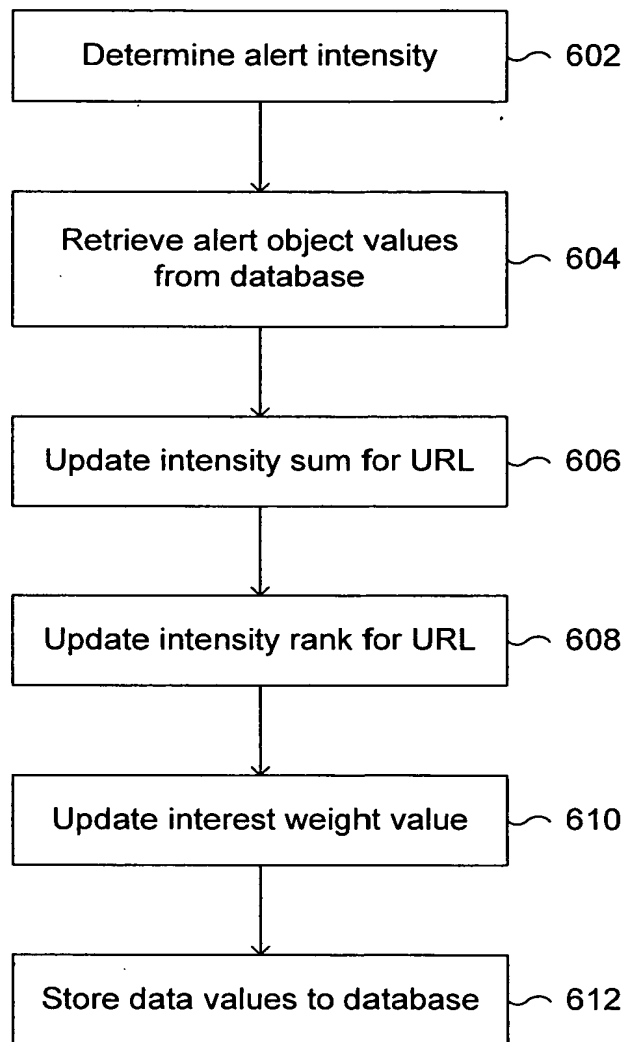 Determine alert intensity 602
Retrieve alert object values
from database 604
Update intensity sum for URL 606
Update intensity rank for URL 608
Update interest weight value 610
Store data values to database 612